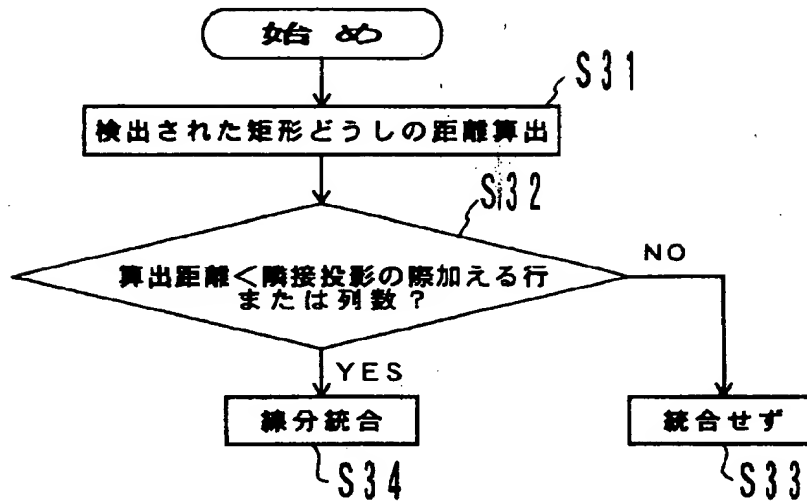 始め
S31
検出された矩形どうしの距離算出
S32
算出距離<隣接投影の際加える行
または列数?
NO
YES
線分統合
統合せず
S34
S33